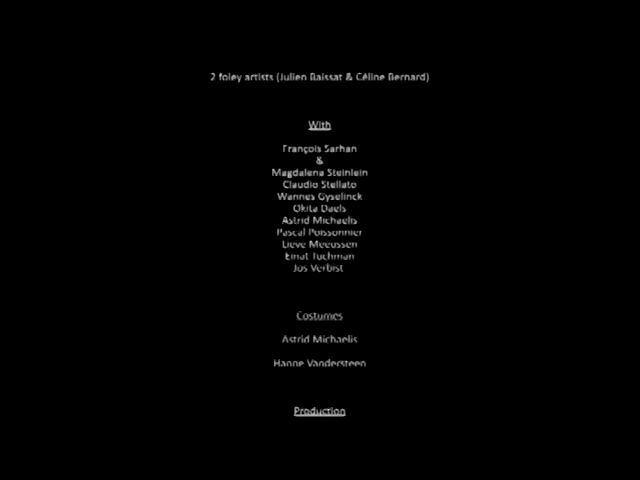 2 foley artists (Julien Baissat & Céline Bernard)
With
François Sarhan
&
Magdalena Steinlein
Claudio Stellato
Wannes Gyselinck
Okita Daels
Astrid Michaelis
Pascal Poissonnier
Lieve Meeussen
Einat Tuchman
Jos Verbist
Costumes
Astrid Michaelis
Hanne Vandersteen
Production